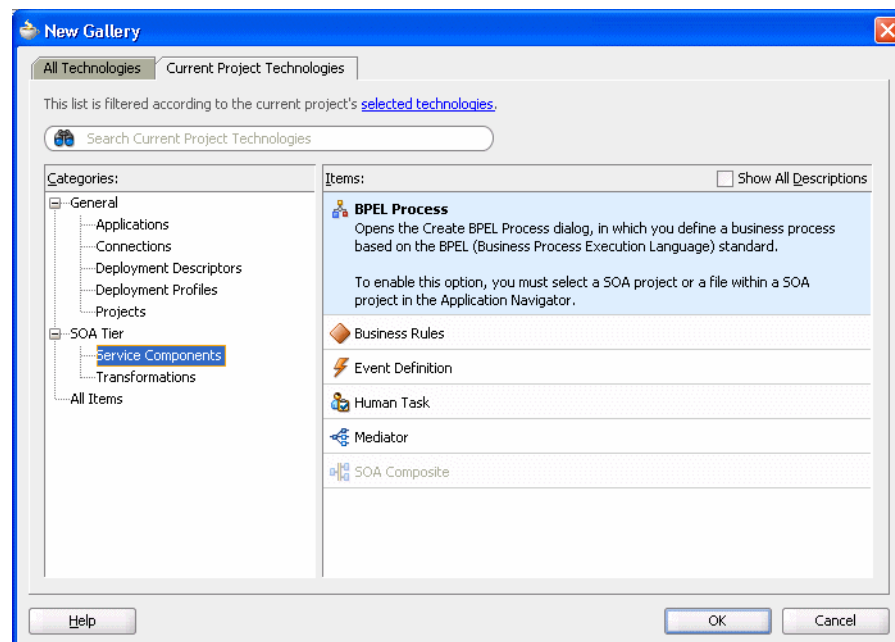 New Gallery
All Technologies
Current Project Technologies
This list is filtered according to the current project's selected technologies.
Search Current Project Technologies
Categories:
General
Applications
Connections
Deployment Descriptors
Deployment Profiles
Projects
SOA Tier
Service Components
Transformations
All Items
Items:
Show All Descriptions
BPEL Process
Opens the Create BPEL Process dialog, in which you define a business process
based on the BPEL (Business Process Execution Language) standard.
To enable this option, you must select a SOA project or a file within a SOA
project in the Application Navigator.
Business Rules
Event Definition
Human Task
Mediator
SOA Composite
Help
OK
Cancel